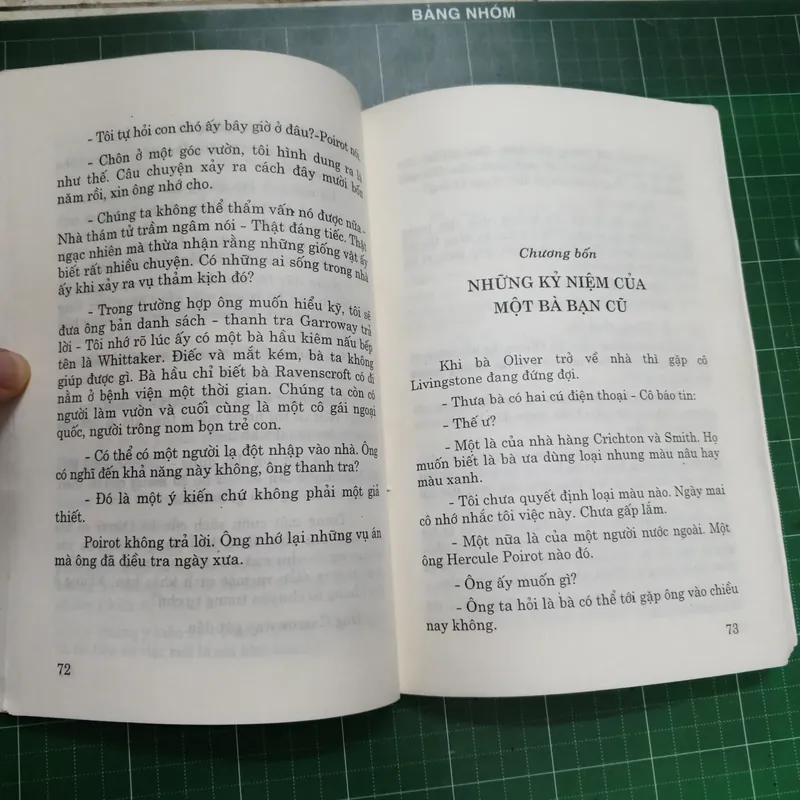 BẢNG NHÓM
- Tôi tự hỏi con chó ấy bây giờ ở đâu?-Poirot nói.
- Chôn ở một góc vườn, tôi hình dung ra là
như thế. Câu chuyện xảy ra cách đây mười bốn
năm rồi, xin ông nhớ cho.
- Chúng ta không thể thẩm vấn nó được nữa -
Nhà thám tử trầm ngâm nói - Thật đáng tiếc. Thật
ngạc nhiên mà thừa nhận rằng những giống vật ấy
biết rất nhiều chuyện. Có những ai sống trong nhà
ấy khi xảy ra vụ thảm kịch đó?
- Trong trường hợp ông muốn hiểu kỹ, tôi sẽ
đưa ông bản danh sách - thanh tra Garroway trả
lời - Tôi nhớ rõ lúc ấy có một bà hầu kiêm nấu bếp
tên là Whittaker. Điếc và mắt kém, bà ta không
giúp được gì. Bà hầu chỉ biết bà Ravenscroft có đi
nằm ở bệnh viện một thời gian. Chúng ta còn có
người làm vườn và cuối cùng là một cô gái ngoại
quốc, người trông nom bọn trẻ con.
- Có thể có một người lạ đột nhập vào nhà. Ông
có nghĩ đến khả năng này không, ông thanh tra?
- Đó là một ý kiến chứ không phải một giả -
thiết.
Poirot không trả lời. Ông nhớ lại những vụ án
mà ông đã điều tra ngày xưa.
72
Chương bốn
NHỮNG KỶ NIỆM CỦA
MỘT BÀ BẠN CŨ
Khi bà Oliver trở về nhà thì gặp cô
Livingstone đang đứng đợi.
- Thưa bà có hai cú điện thoại - Cô báo tin:
- Thế ư?
- Một là của nhà hàng Crichton và Smith. Họ
muốn biết là bà ưa dùng loại nhung màu nâu hay
màu xanh.
- Tôi chưa quyết định loại màu nào. Ngày mai
cô nhớ nhắc tôi việc này. Chưa gấp lắm.
- Một nữa là của một người nước ngoài. Một
ông Hercule Poirot nào đó.
- Ông ấy muốn gì?
- Ông ta hỏi là bà có thể tới gặp ông vào chiều
nay không.
73